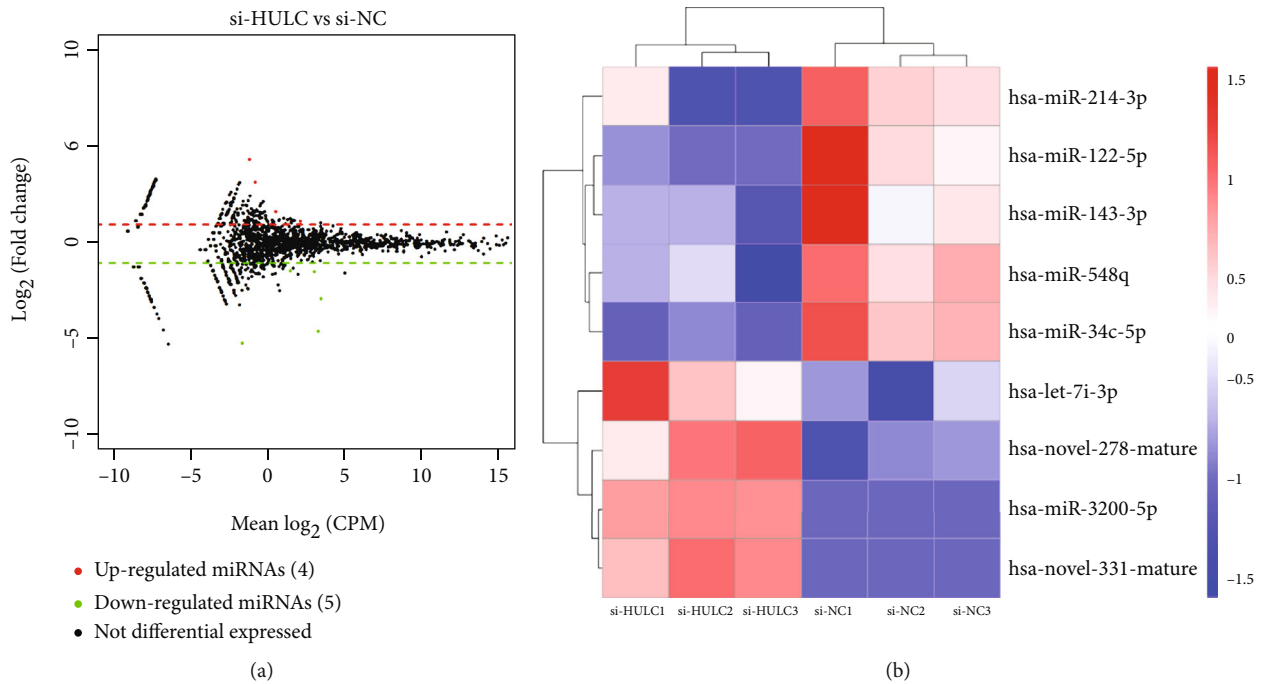 si-HULC vs si-NC
Log2 (Fold change)
10
6
0
−5
−10
−10
−5
0
5
10
15
Mean log2 (CPM)
Up-regulated miRNAs (4)
Down-regulated miRNAs (5)
Not differential expressed
(a)
hsa-miR-214-3p
hsa-miR-122-5p
hsa-miR-143-3p
hsa-miR-548q
hsa-miR-34c-5p
hsa-let-7i-3p
hsa-novel-278-mature
hsa-miR-3200-5p
hsa-novel-331-mature
si-HULC1
si-HULC2
si-HULC3
si-NC1
si-NC2
si-NC3
1.5
1
0.5
0
−0.5
−1
−1.5
(b)